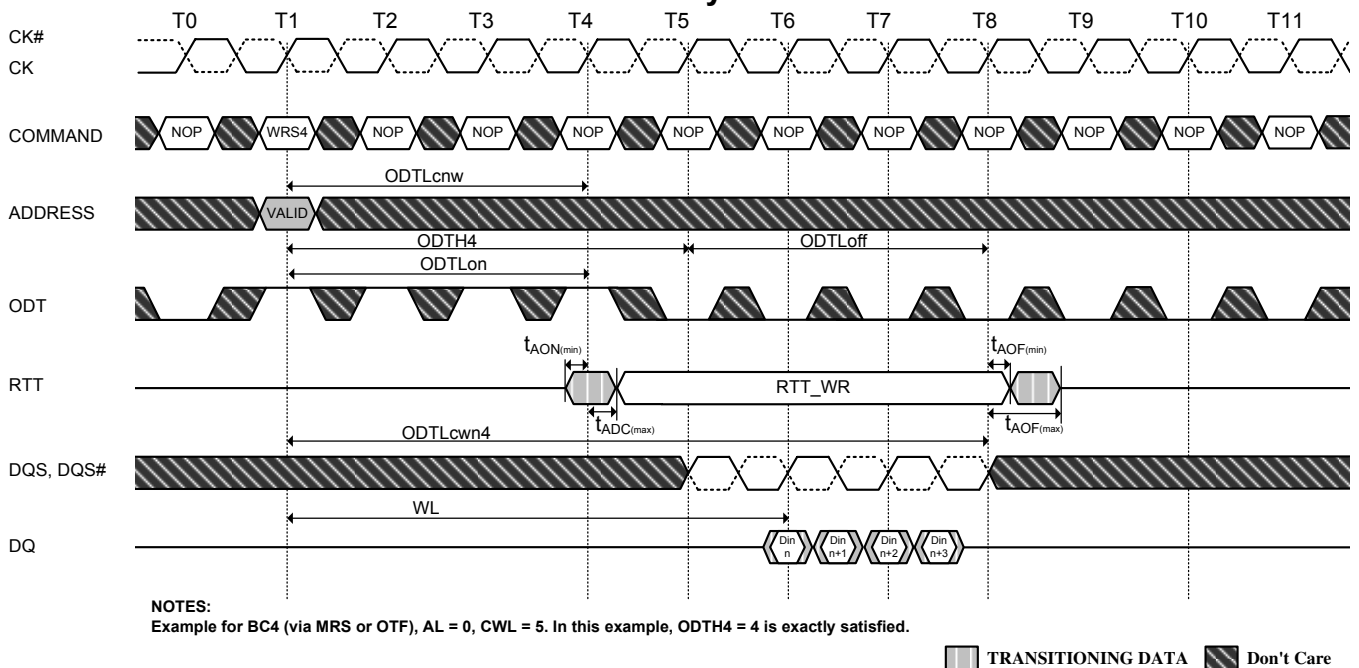 T0 T1 T2 T3 T4 T5 T6 T7 T8 T9 T10 T11
CK#
CK
COMMAND NOP WRS4 NOP NOP NOP NOP NOP NOP NOP NOP NOP NOP
ODTLcnw
ADDRESS VALID
ODTH4 ODTLoff
ODTLon
ODT
tAON(min) tAOF(min)
RTT RTT_WR
tADC(max) tAOF(max)
ODTLcwn4
DQS, DQS#
WL
DQ Din n Din n+1 Din n+2 Din n+3
NOTES:
Example for BC4 (via MRS or OTF), AL = 0, CWL = 5. In this example, ODTH4 = 4 is exactly satisfied.
TRANSITIONING DATA Don't Care